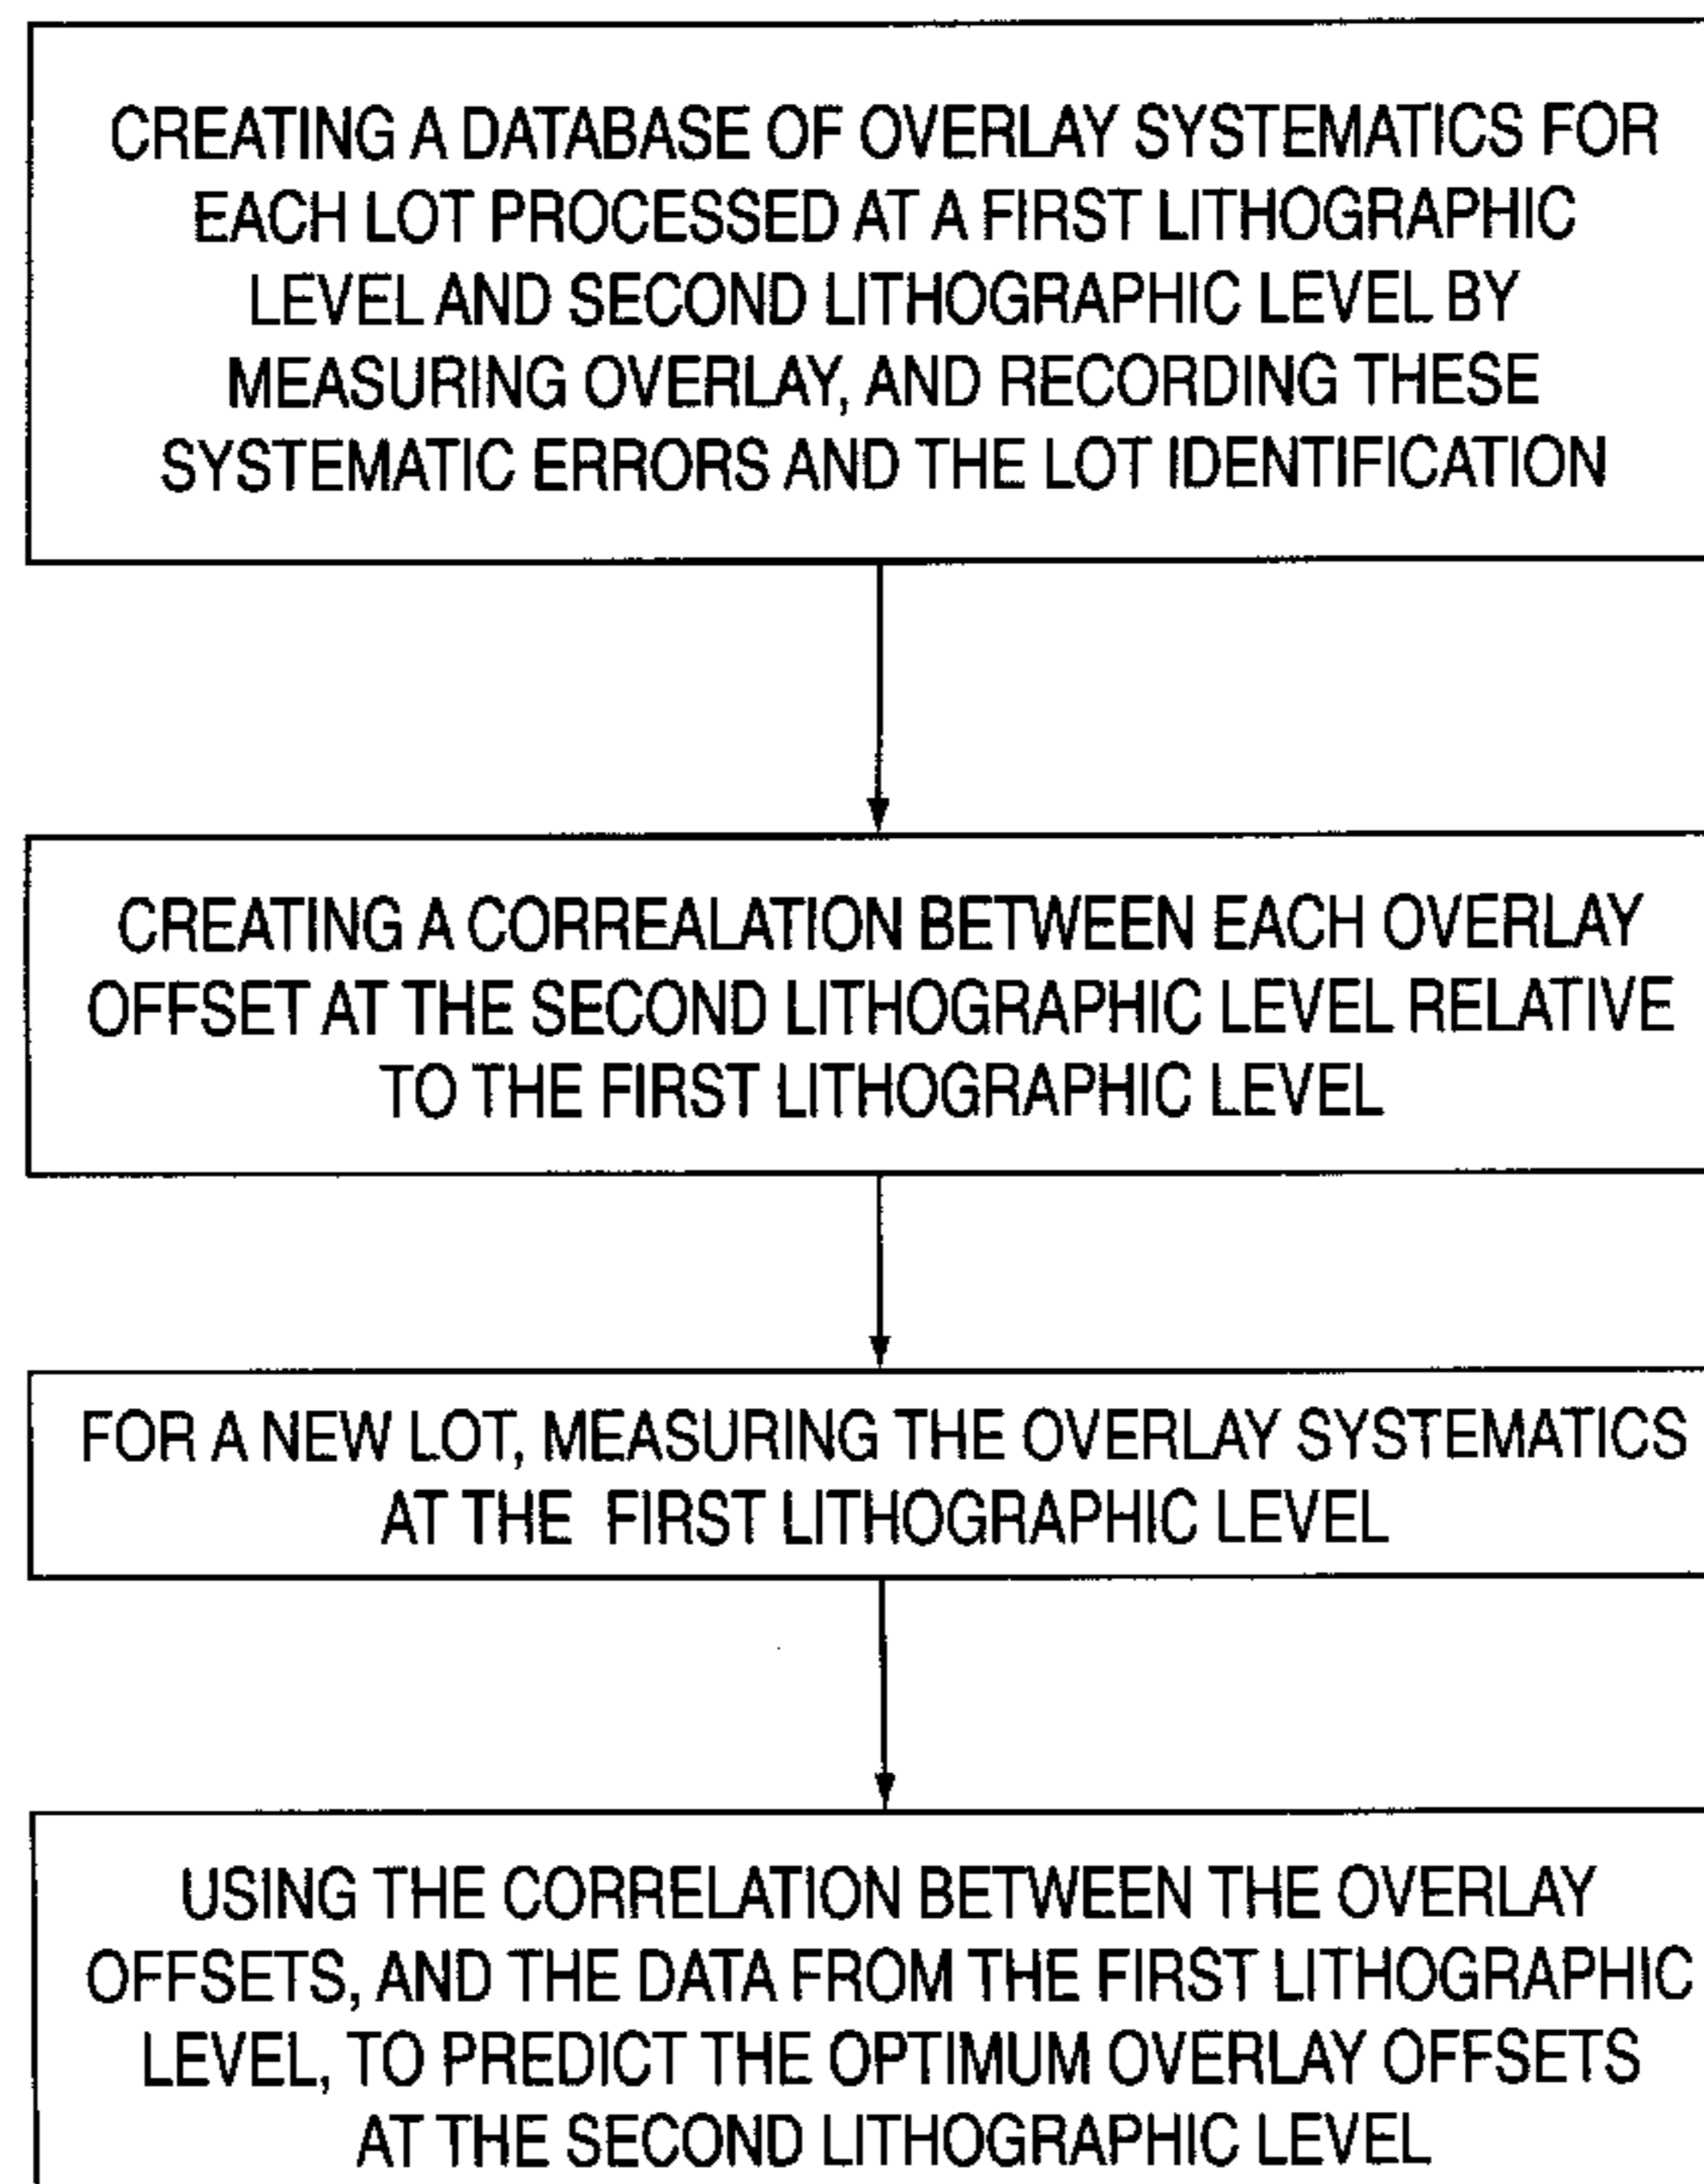 CREATING A DATABASE OF OVERLAY SYSTEMATICS FOR
EACH LOT PROCESSED AT A FIRST LITHOGRAPHIC
LEVEL AND SECOND LITHOGRAPHIC LEVEL BY
MEASURING OVERLAY, AND RECORDING THESE
SYSTEMATIC ERRORS AND THE LOT IDENTIFICATION
CREATING A CORREALATION BETWEEN EACH OVERLAY
OFFSET AT THE SECOND LITHOGRAPHIC LEVEL RELATIVE
TO THE FIRST LITHOGRAPHIC LEVEL
FOR A NEW LOT, MEASURING THE OVERLAY SYSTEMATICS
AT THE FIRST LITHOGRAPHIC LEVEL
USING THE CORRELATION BETWEEN THE OVERLAY
OFFSETS, AND THE DATA FROM THE FIRST LITHOGRAPHIC
LEVEL, TO PREDICT THE OPTIMUM OVERLAY OFFSETS
AT THE SECOND LITHOGRAPHIC LEVEL